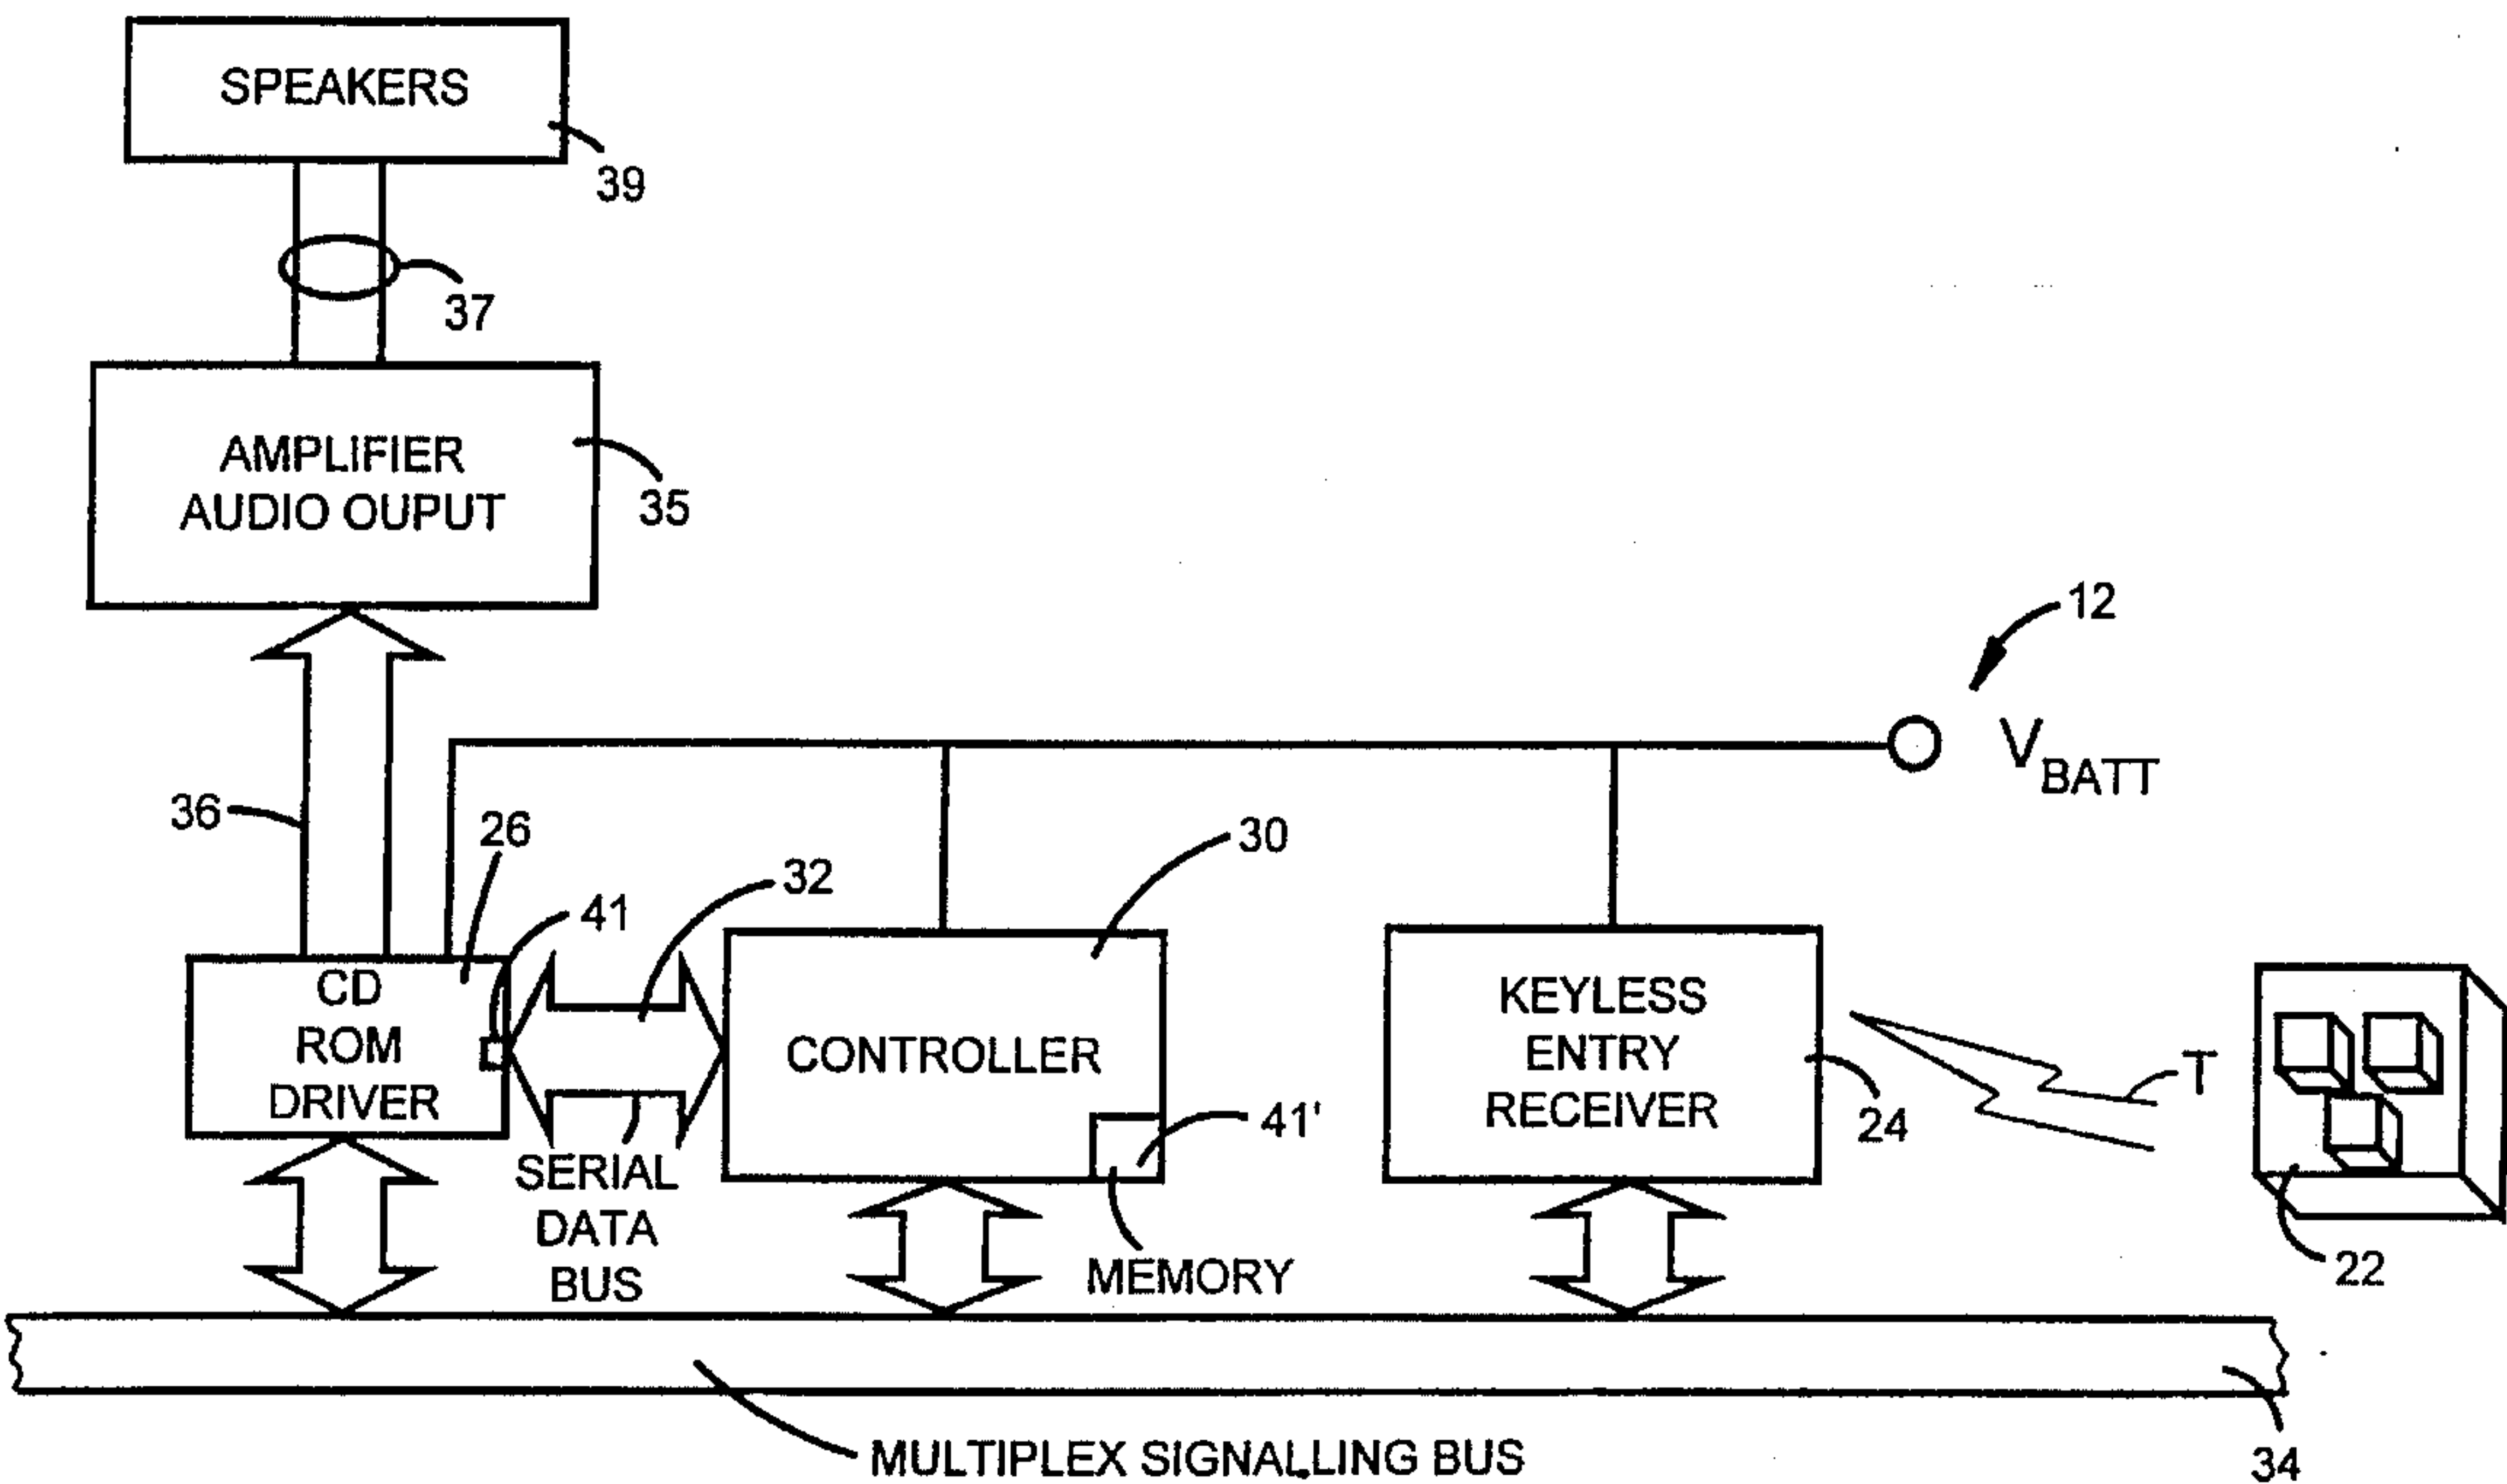 SPEAKERS
39
37
AMPLIFIER
AUDIO OUPUT
35
12
V BATT
36
26
41
32
30
CD
ROM
DRIVER
CONTROLLER
KEYLESS
ENTRY
RECEIVER
T
24
41'
SERIAL
DATA
BUS
MEMORY
22
MULTIPLEX SIGNALLING BUS
34